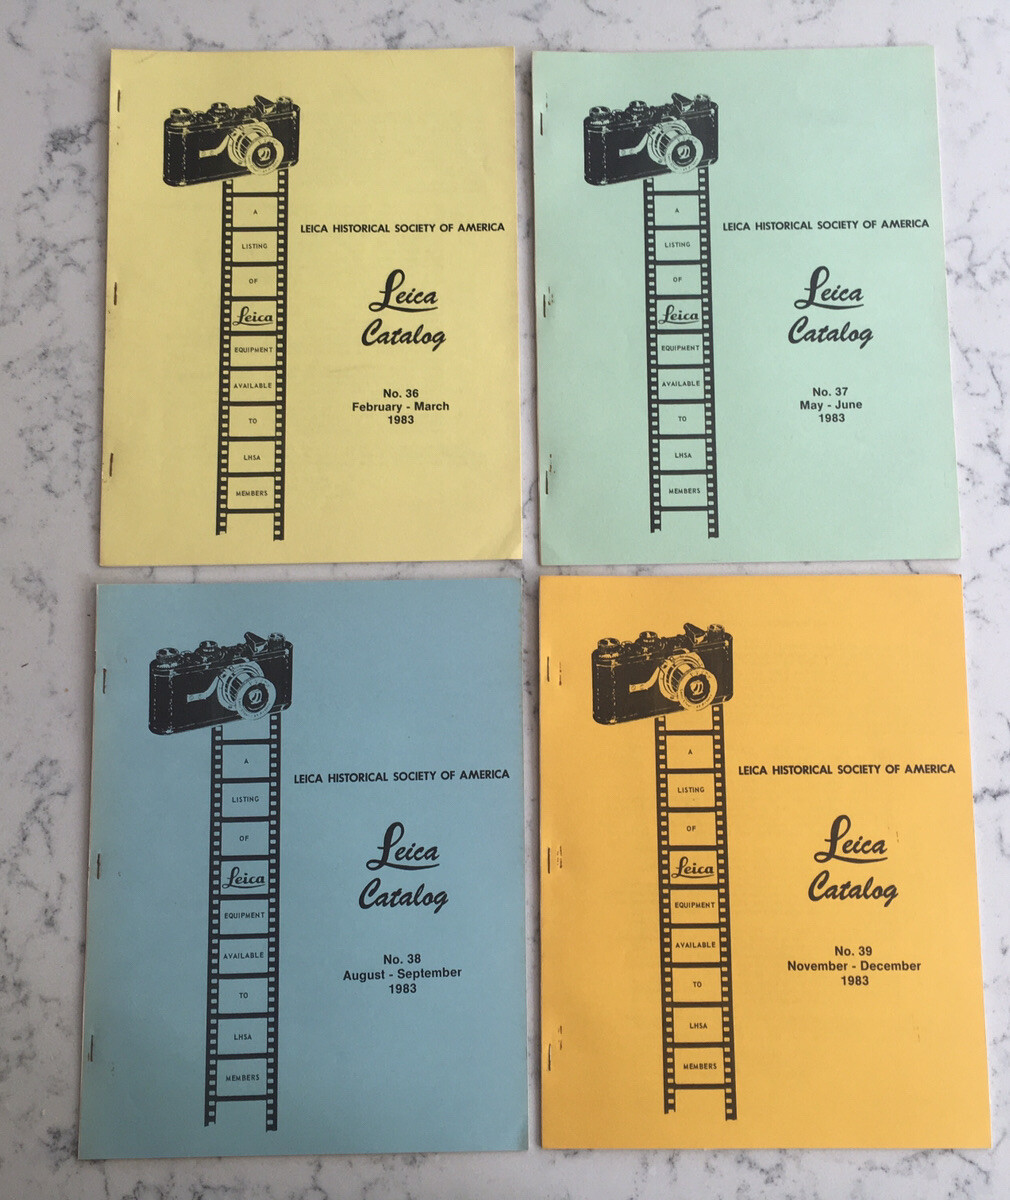 A
LISTING
OF
Leica
EQUIPMENT
AVAILABLE
TO
LHSA
MEMBERS
LEICA HISTORICAL SOCIETY OF AMERICA
Leica
Catalog
No. 36
February - March
1983
A
LISTING
OF
Leica
EQUIPMENT
AVAILABLE
TO
LHSA
MEMBERS
LEICA HISTORICAL SOCIETY OF AMERICA
Leica
Catalog
No. 37
May - June
1983
A
LISTING
OF
Leica
EQUIPMENT
AVAILABLE
TO
LHSA
MEMBERS
LEICA HISTORICAL SOCIETY OF AMERICA
Leica
Catalog
No. 38
August - September
1983
A
LISTING
OF
Leica
EQUIPMENT
AVAILABLE
TO
LHSA
MEMBERS
LEICA HISTORICAL SOCIETY OF AMERICA
Leica
Catalog
No. 39
November - December
1983